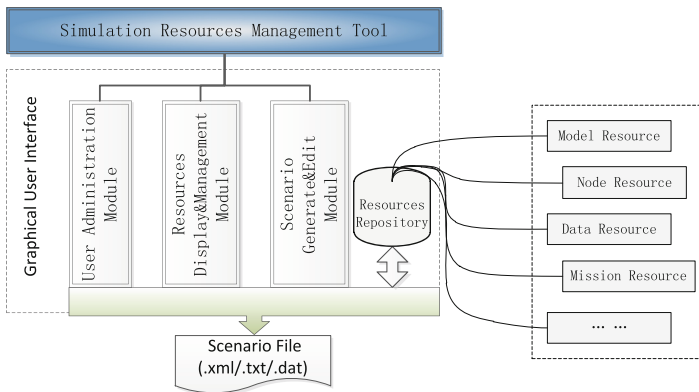 Simulation Resources Management Tool
Graphical User Interface
User Administration
Module
Resources
Display&Management
Module
Scenario
Generate&Edit
Module
Resources
Repository
Model Resource
Node Resource
Data Resource
Mission Resource
... ...
Scenario File
(.xml/.txt/.dat)